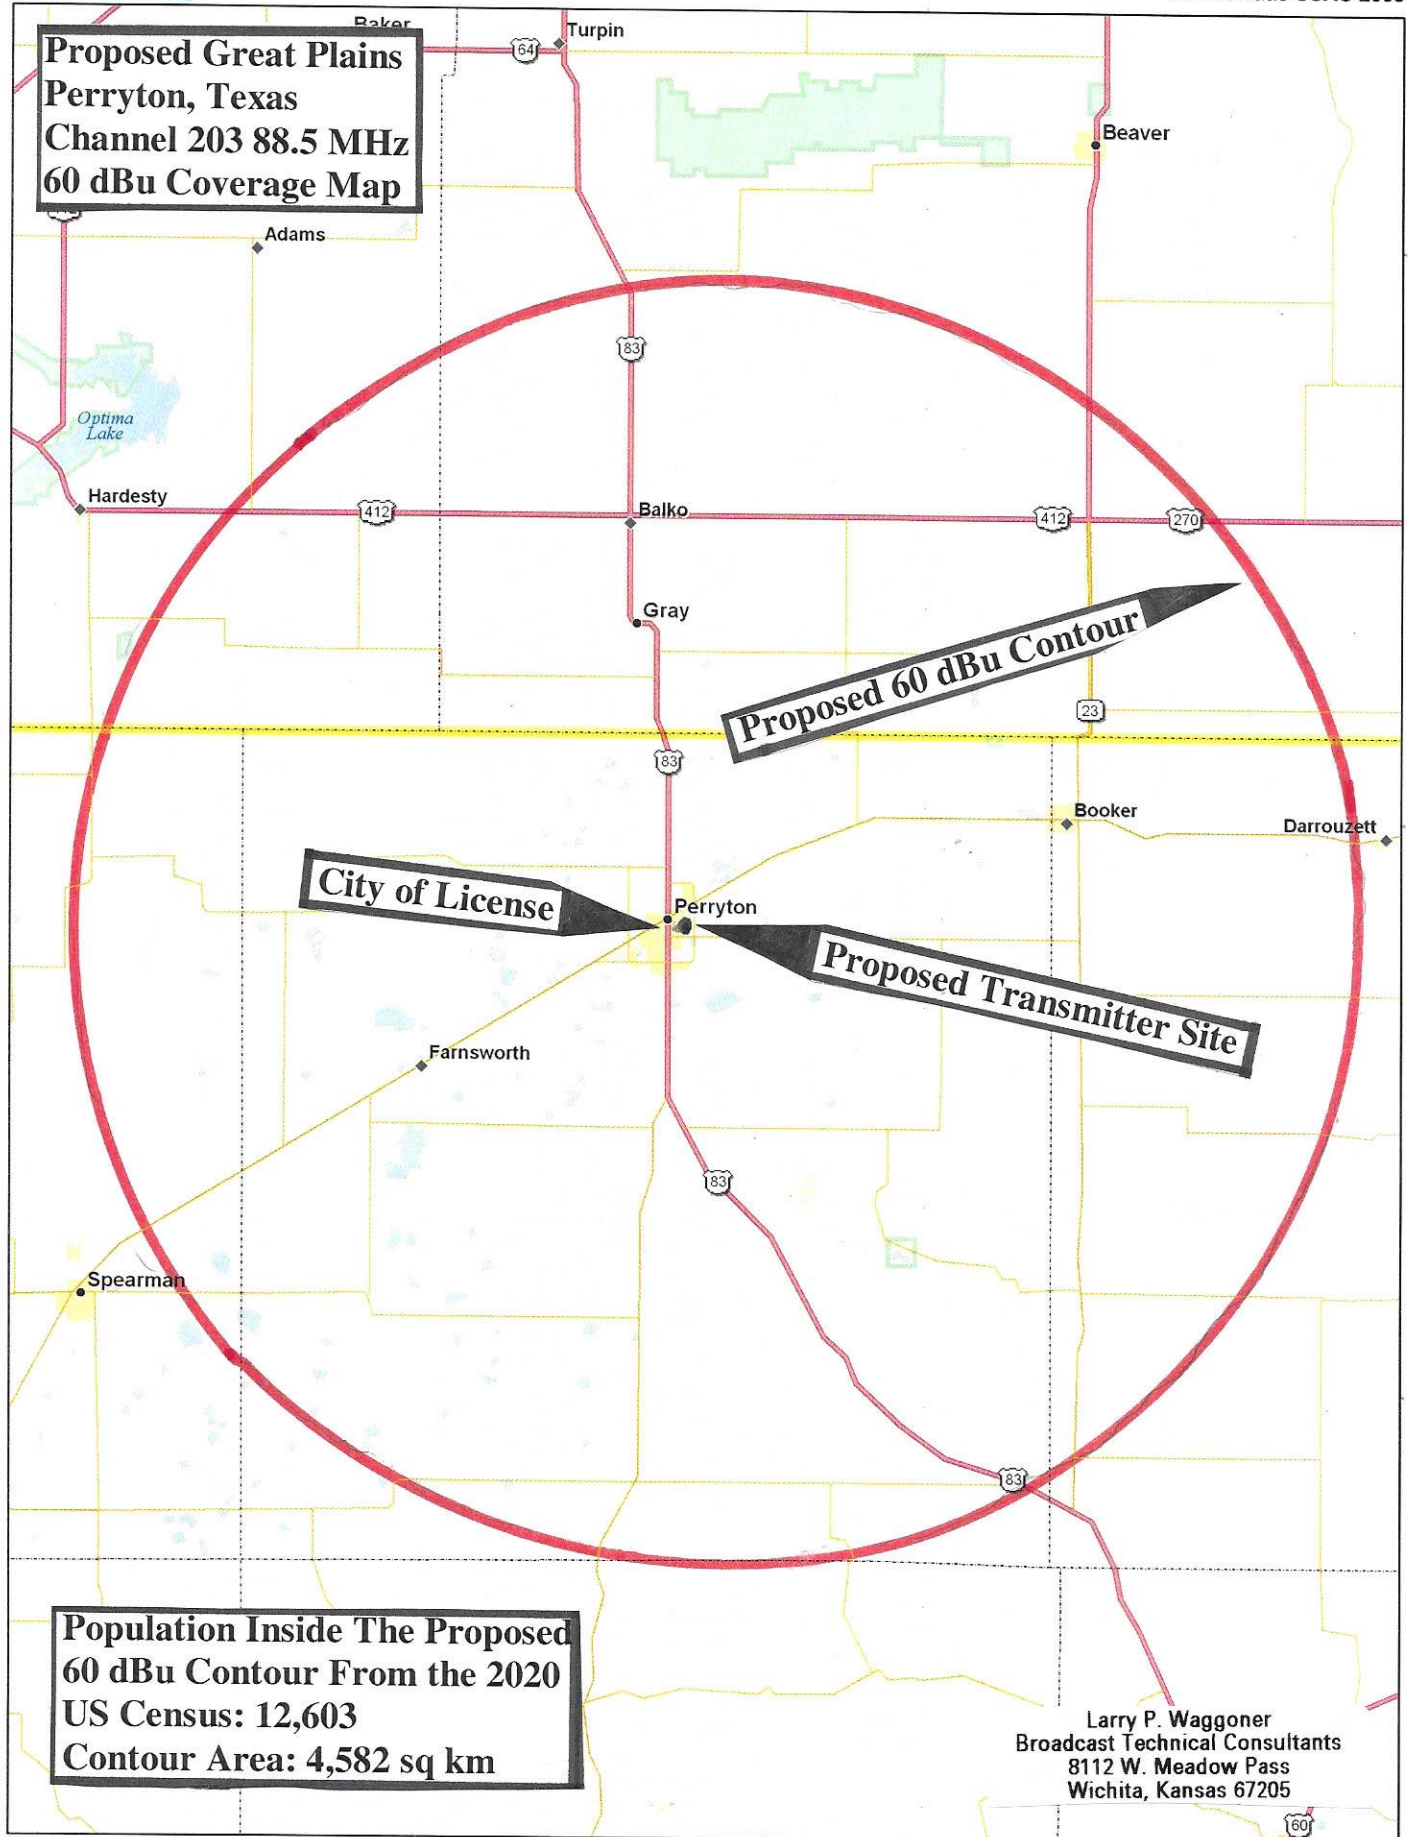 Baker
Turpin
64
Proposed Great Plains
Perryton, Texas
Channel 203 88.5 MHz
60 dBu Coverage Map
Beaver
Adams
83
Optima
Lake
Hardesty
412
Balko
412
270
Gray
Proposed 60 dBu Contour
23
83
Booker
Darrouzett
City of License
Perryton
Proposed Transmitter Site
Farnsworth
83
Spearman
83
Population Inside The Proposed
60 dBu Contour From the 2020
US Census: 12,603
Contour Area: 4,582 sq km
Larry P. Waggoner
Broadcast Technical Consultants
8112 W. Meadow Pass
Wichita, Kansas 67205
60